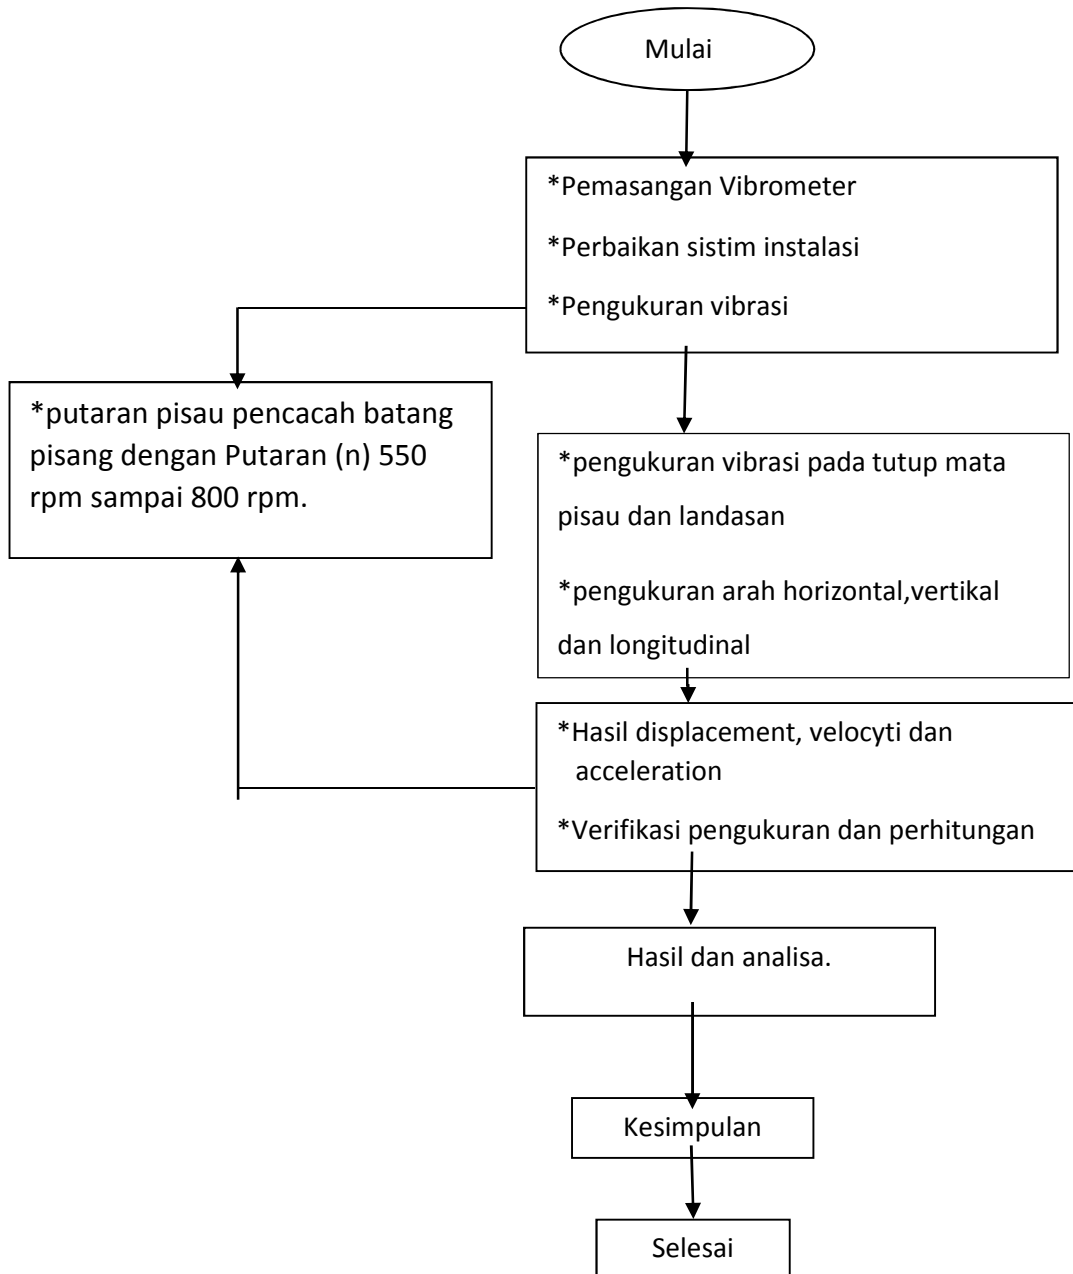 Mulai
*Pemasangan Vibrometer
*Perbaikan sistim instalasi
*Pengukuran vibrasi
*putaran pisau pencacah batang
pisang dengan Putaran (n) 550
rpm sampai 800 rpm.
*pengukuran vibrasi pada tutup mata
pisau dan landasan
*pengukuran arah horizontal,vertikal
dan longitudinal
*Hasil displacement, velocyti dan
acceleration
*Verifikasi pengukuran dan perhitungan
Hasil dan analisa.
Kesimpulan
Selesai